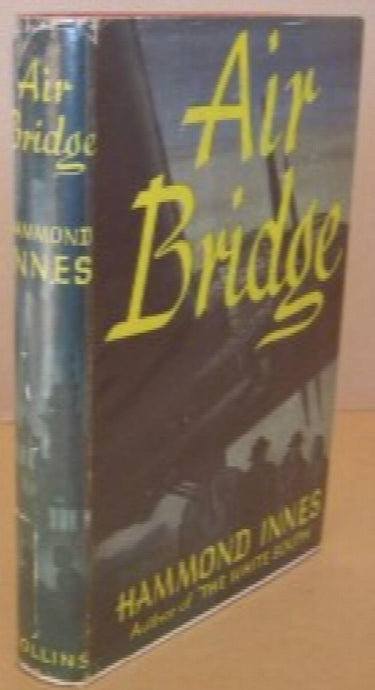 Air
Bridge
HAMMOND
INNES
COLLINS
Air
Bridge
HAMMOND INNES
Author of 'THE WHITE SOUTH'